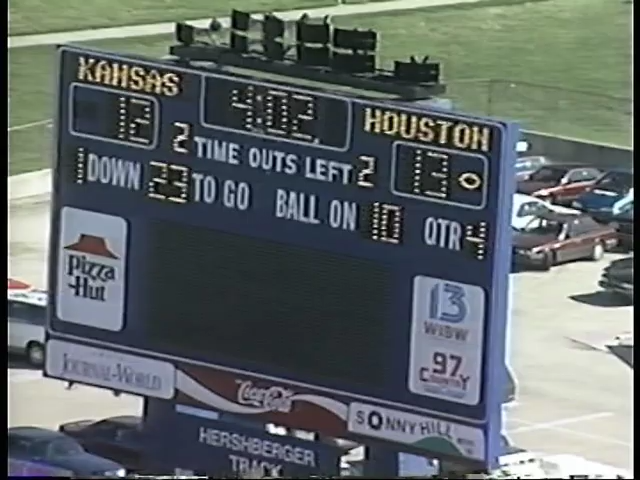 KANSAS 4:02 HOUSTON
12 13
2 TIME OUTS LEFT 2
1 DOWN 23 TO GO BALL ON 10 QTR 4
Pizza Hut
13
WIBW
97
COUNTRY
JOURNAL-WORLD
Coca-Cola
SONNY HILL
HERSHBERGER
TRACK